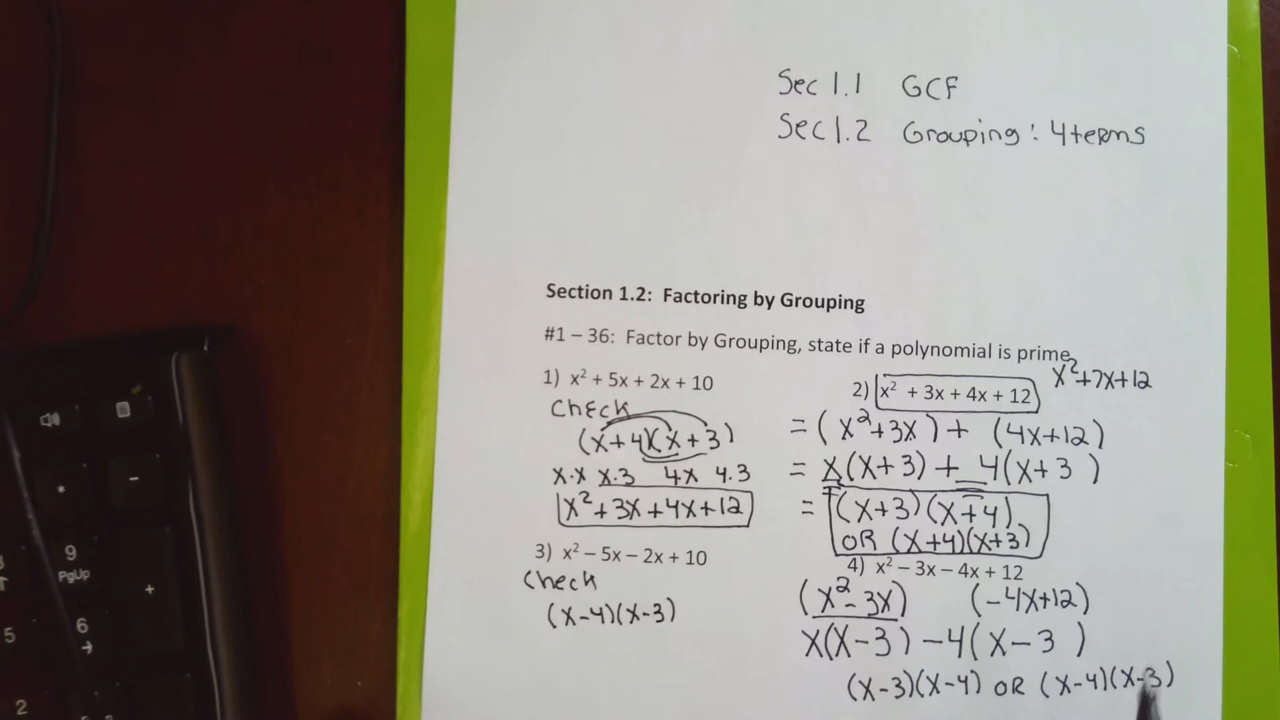 Sec 1.1 GCF
Sec 1.2 Grouping: 4 terms
Section 1.2: Factoring by Grouping
#1 – 36: Factor by Grouping, state if a polynomial is prime.
1) x² + 5x + 2x + 10
Check
(x+4)(x+3)
x·x x·3 4x 4·3
x²+3x+4x+12
2) x² + 3x + 4x + 12
x²+7x+12
= (x²+3x) + (4x+12)
= x(x+3) + 4(x+3)
= (x+3)(x+4)
OR (x+4)(x+3)
3) x² – 5x – 2x + 10
Check
(x-4)(x-3)
4) x² – 3x – 4x + 12
(x²-3x) (-4x+12)
x(x-3) -4(x-3)
(x-3)(x-4) OR (x-4)(x-3)
*
-
9
PgUp
+
5
6
2